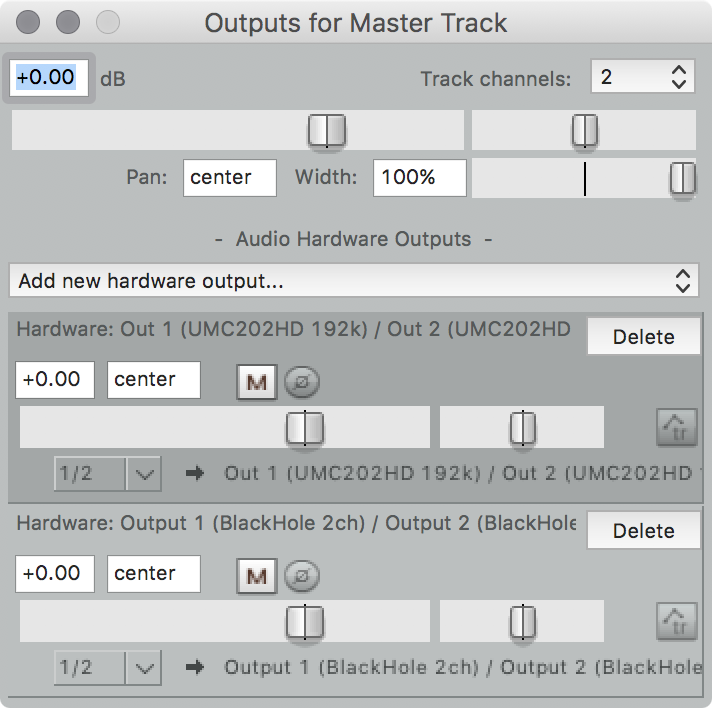 Outputs for Master Track
+0.00 dB Track channels: 2
Pan: center Width: 100%
- Audio Hardware Outputs -
Add new hardware output...
Hardware: Out 1 (UMC202HD 192k) / Out 2 (UMC202HD Delete
+0.00 center M ø
tr
1/2 Out 1 (UMC202HD 192k) / Out 2 (UMC202HD 1
Hardware: Output 1 (BlackHole 2ch) / Output 2 (BlackHole Delete
+0.00 center M ø
tr
1/2 Output 1 (BlackHole 2ch) / Output 2 (BlackHole